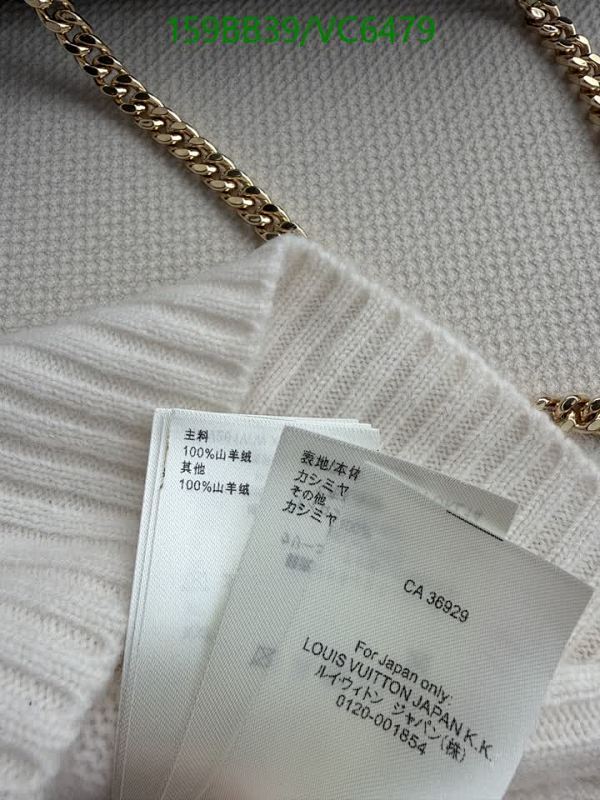 159BB39/VC6479
主料
100%山羊绒
其他
100%山羊绒
表地/本体
カシミヤ
その他
カシミヤ
CA 36929
For Japan only:
LOUIS VUITTON JAPAN K.K.
ルイ・ヴィトン ジャパン(株)
0120-001854